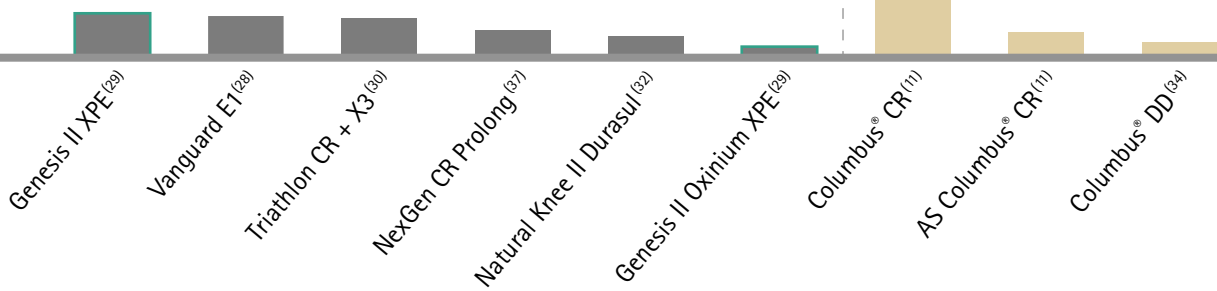 Genesis II XPE(29)
Vanguard E1(28)
Triathlon CR + X3(30)
NexGen CR Prolong(37)
Natural Knee II Durasul(32)
Genesis II Oxinium XPE(29)
Columbus® CR(11)
AS Columbus® CR(11)
Columbus® DD(34)